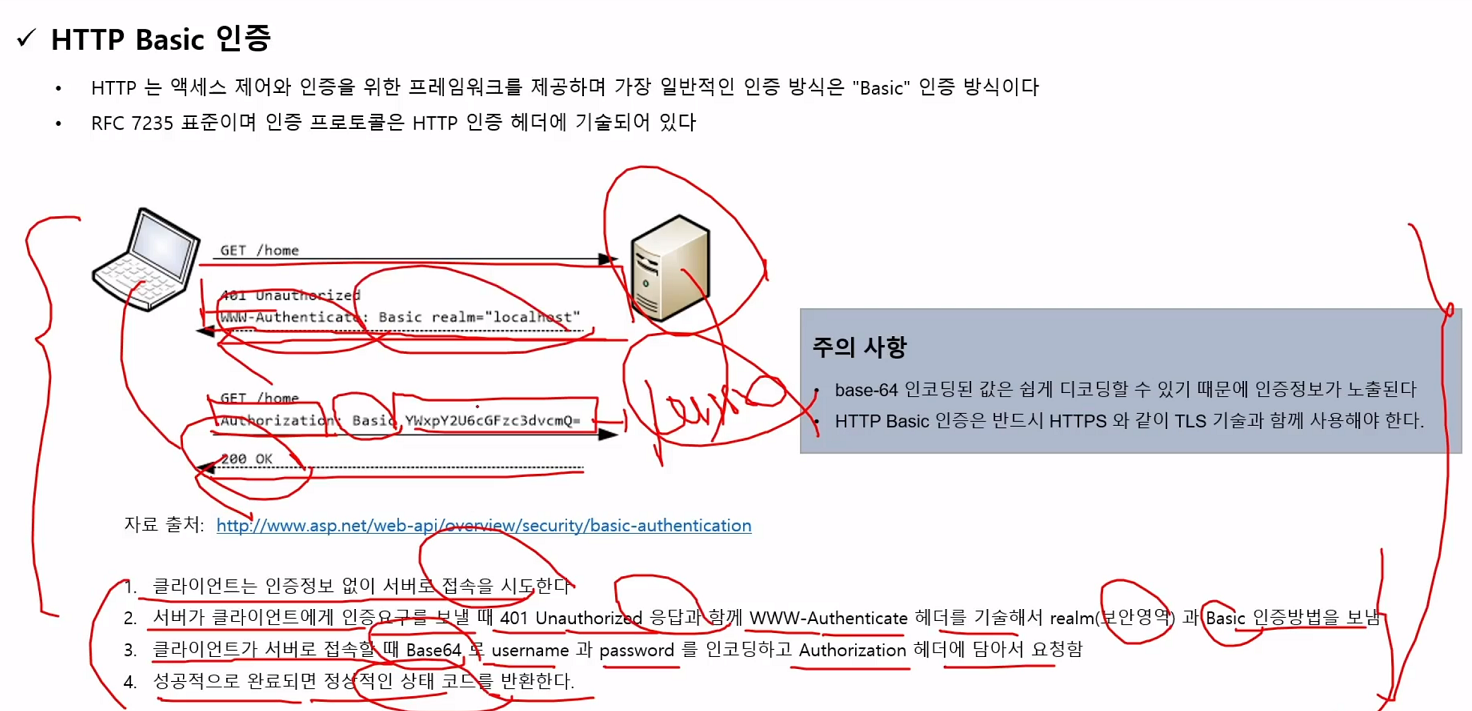 ✓ HTTP Basic 인증
• HTTP 는 액세스 제어와 인증을 위한 프레임워크를 제공하며 가장 일반적인 인증 방식은 "Basic" 인증 방식이다
• RFC 7235 표준이며 인증 프로토콜은 HTTP 인증 헤더에 기술되어 있다
GET /home
401 Unauthorized
WWW-Authenticate: Basic realm="localhost"
GET /home
Authorization: Basic YWxpY2U6cGFzc3dvcmQ=
200 OK
주의 사항
• base-64 인코딩된 값은 쉽게 디코딩할 수 있기 때문에 인증정보가 노출된다
• HTTP Basic 인증은 반드시 HTTPS 와 같이 TLS 기술과 함께 사용해야 한다.
자료 출처: http://www.asp.net/web-api/overview/security/basic-authentication
1. 클라이언트는 인증정보 없이 서버로 접속을 시도한다
2. 서버가 클라이언트에게 인증요구를 보낼 때 401 Unauthorized 응답과 함께 WWW-Authenticate 헤더를 기술해서 realm(보안영역) 과 Basic 인증방법을 보냄
3. 클라이언트가 서버로 접속할 때 Base64 로 username 과 password 를 인코딩하고 Authorization 헤더에 담아서 요청함
4. 성공적으로 완료되면 정상적인 상태 코드를 반환한다.